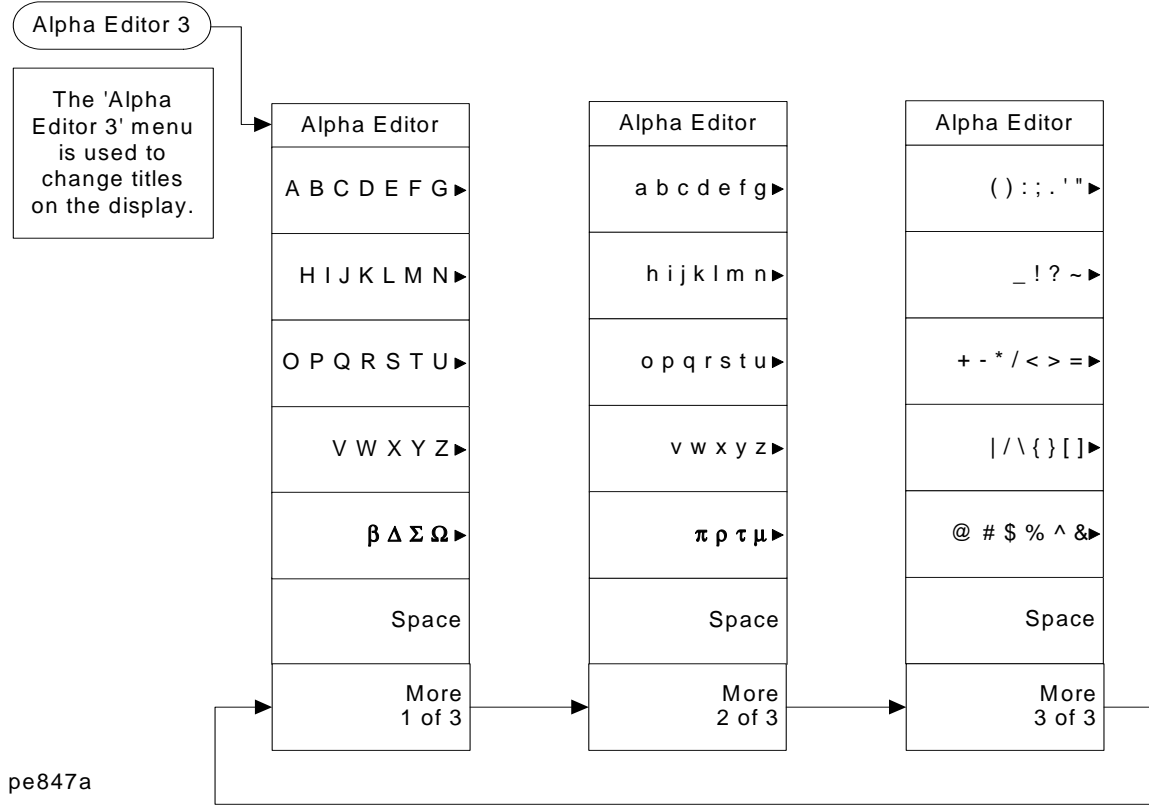 Alpha Editor 3
The 'Alpha
Editor 3' menu
is used to
change titles
on the display.
Alpha Editor
A B C D E F G
H I J K L M N
O P Q R S T U
V W X Y Z
β Δ Σ Ω
Space
More
1 of 3
Alpha Editor
a b c d e f g
h i j k l m n
o p q r s t u
v w x y z
π ρ τ μ
Space
More
2 of 3
Alpha Editor
( ) : ; . ' "
_ ! ? ~
+ - * / < > =
| / \ { } [ ]
@ # $ % ^ &
Space
More
3 of 3
pe847a